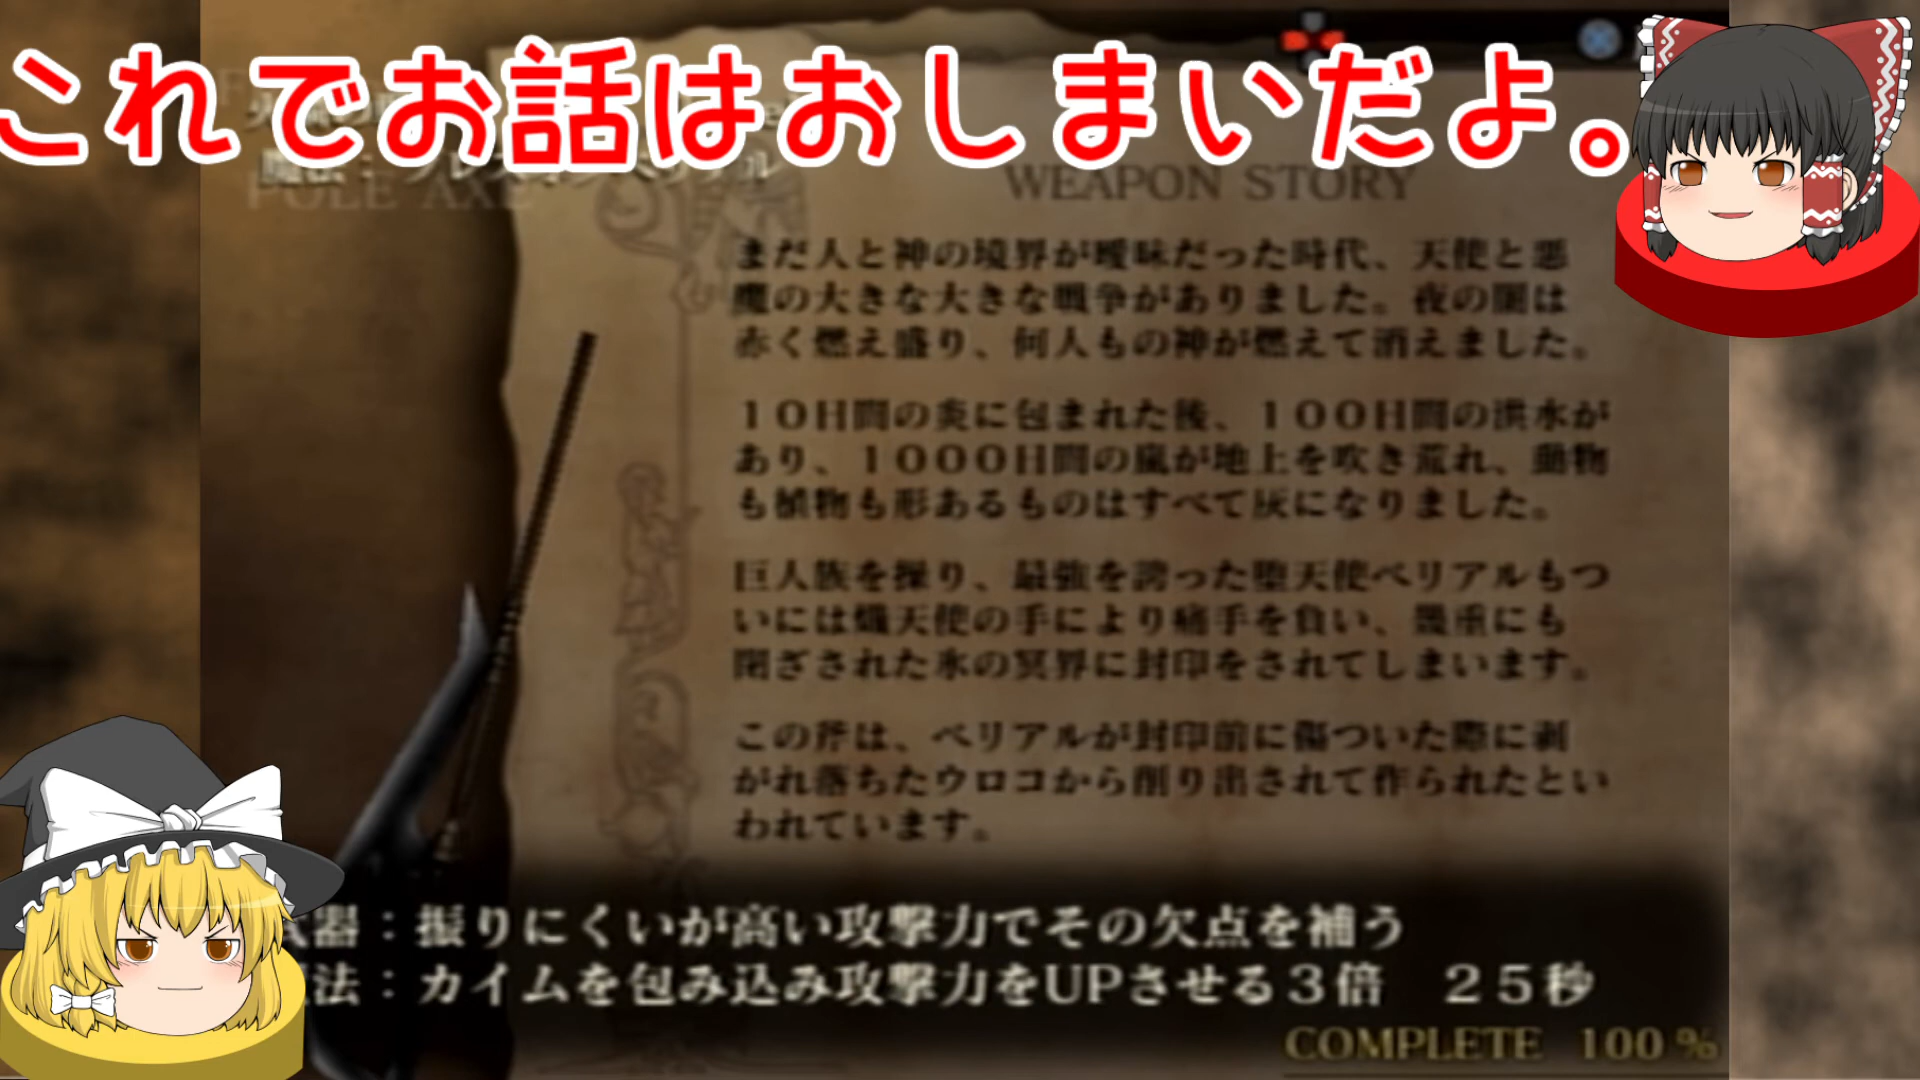 これでお話はおしまいだよ。
POLE AXE
WEAPON STORY
まだ人と神の境界が曖昧だった時代、天使と悪
魔の大きな大きな戦争がありました。夜の闇は
赤く燃え盛り、何人もの神が燃えて消えました。
１０日間の炎に包まれた後、１００日間の洪水が
あり、１０００日間の嵐が地上を吹き荒れ、動物
も植物も形あるものはすべて灰になりました。
巨人族を操り、最強を誇った堕天使ベリアルもつ
いには熾天使の手により痛手を負い、幾重にも
閉ざされた氷の冥界に封印をされてしまいます。
この斧は、ベリアルが封印前に傷ついた際に剥
がれ落ちたウロコから削り出されて作られたとい
われています。
器：振りにくいが高い攻撃力でその欠点を補う
法：カイムを包み込み攻撃力をUPさせる３倍　２５秒
COMPLETE 100 %